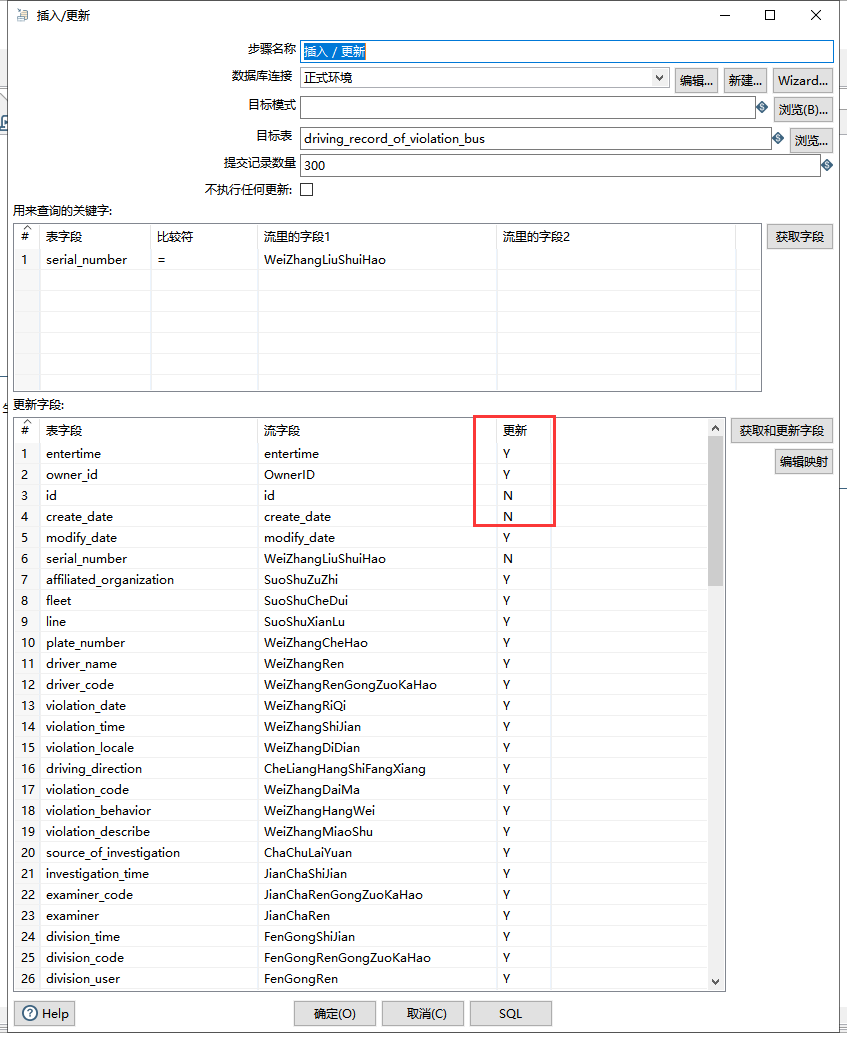 插入/更新
步骤名称 插入 / 更新
数据库连接 正式环境 编辑... 新建... Wizard...
目标模式 浏览(B)...
目标表 driving_record_of_violation_bus 浏览...
提交记录数量 300
不执行任何更新:
用来查询的关键字:
# 表字段 比较符 流里的字段1 流里的字段2 获取字段
1 serial_number = WeiZhangLiuShuiHao
更新字段:
# 表字段 流字段 更新 获取和更新字段
1 entertime entertime Y
编辑映射
2 owner_id OwnerID Y
3 id id N
4 create_date create_date N
5 modify_date modify_date Y
6 serial_number WeiZhangLiuShuiHao N
7 affiliated_organization SuoShuZuZhi Y
8 fleet SuoShuCheDui Y
9 line SuoShuXianLu Y
10 plate_number WeiZhangCheHao Y
11 driver_name WeiZhangRen Y
12 driver_code WeiZhangRenGongZuoKaHao Y
13 violation_date WeiZhangRiQi Y
14 violation_time WeiZhangShiJian Y
15 violation_locale WeiZhangDiDian Y
16 driving_direction CheLiangHangShiFangXiang Y
17 violation_code WeiZhangDaiMa Y
18 violation_behavior WeiZhangHangWei Y
19 violation_describe WeiZhangMiaoShu Y
20 source_of_investigation ChaChuLaiYuan Y
21 investigation_time JianChaShiJian Y
22 examiner_code JianChaRenGongZuoKaHao Y
23 examiner JianChaRen Y
24 division_time FenGongShiJian Y
25 division_code FenGongRenGongZuoKaHao Y
26 division_user FenGongRen Y
Help 确定(O) 取消(C) SQL